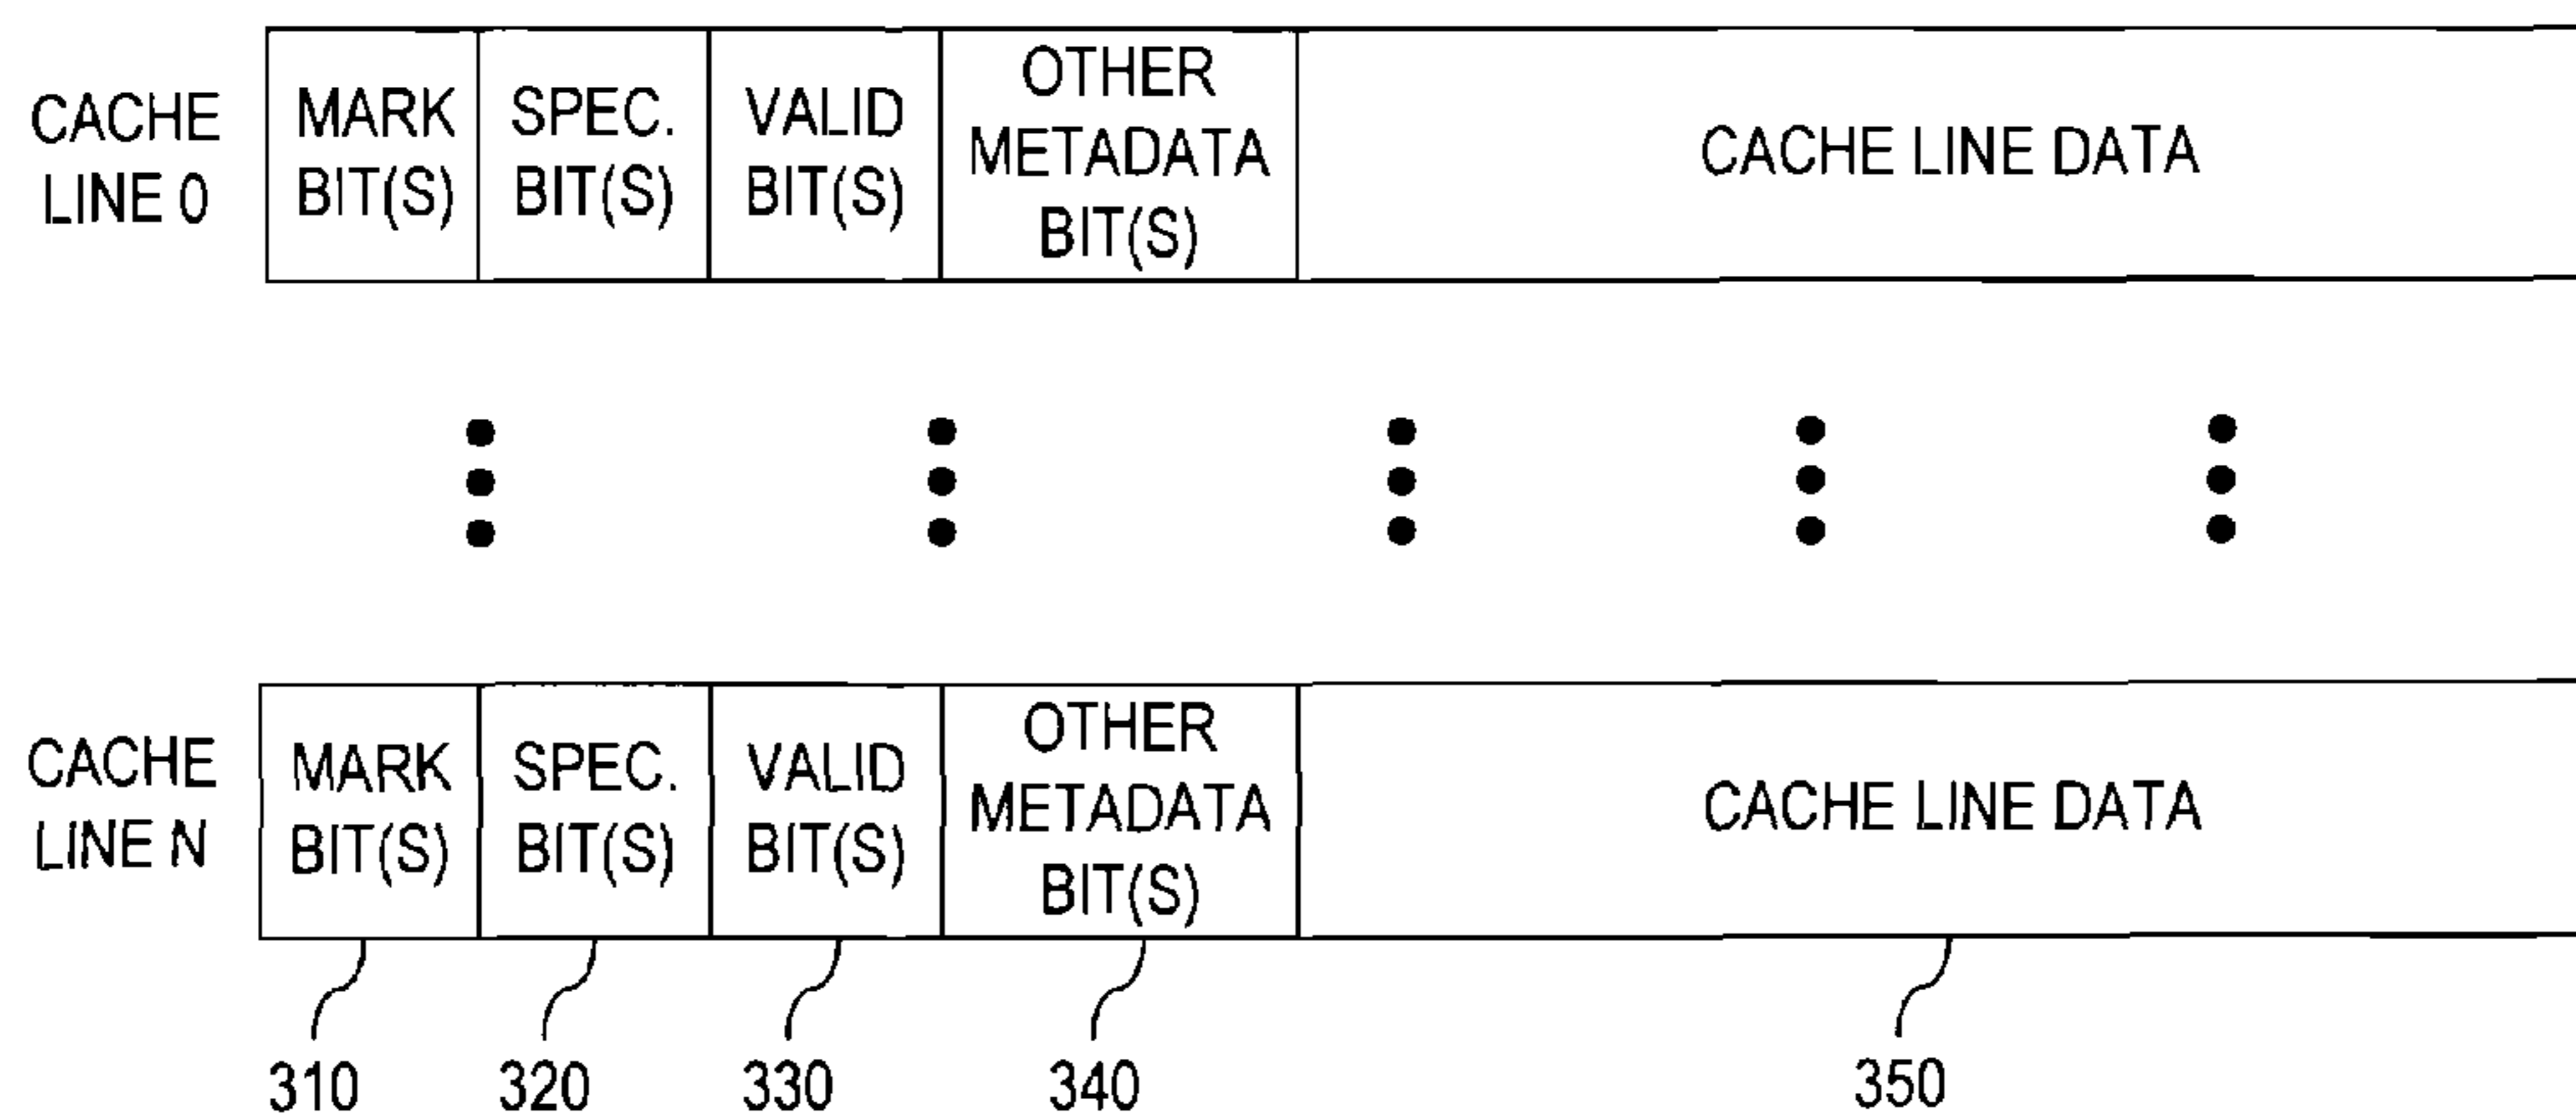 CACHE
LINE 0
MARK
BIT(S)
SPEC.
BIT(S)
VALID
BIT(S)
OTHER
METADATA
BIT(S)
CACHE LINE DATA
CACHE
LINE N
MARK
BIT(S)
SPEC.
BIT(S)
VALID
BIT(S)
OTHER
METADATA
BIT(S)
CACHE LINE DATA
310
320
330
340
350